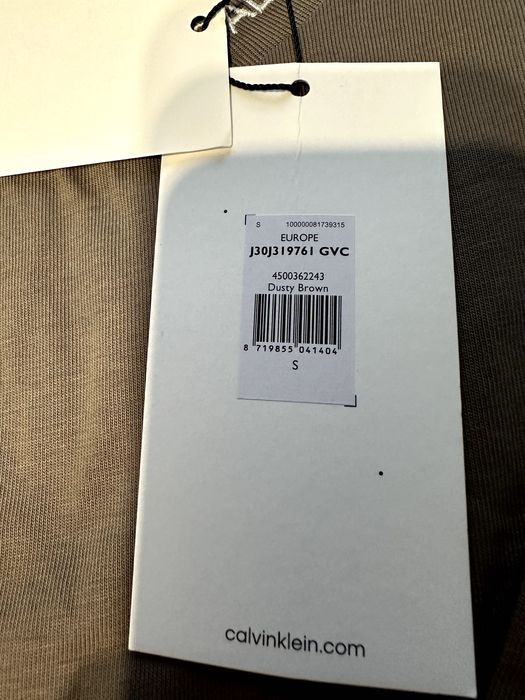 S 100000081739315
EUROPE
J30J319761 GVC
4500362243
Dusty Brown
8 719855 041404
S
calvinklein.com